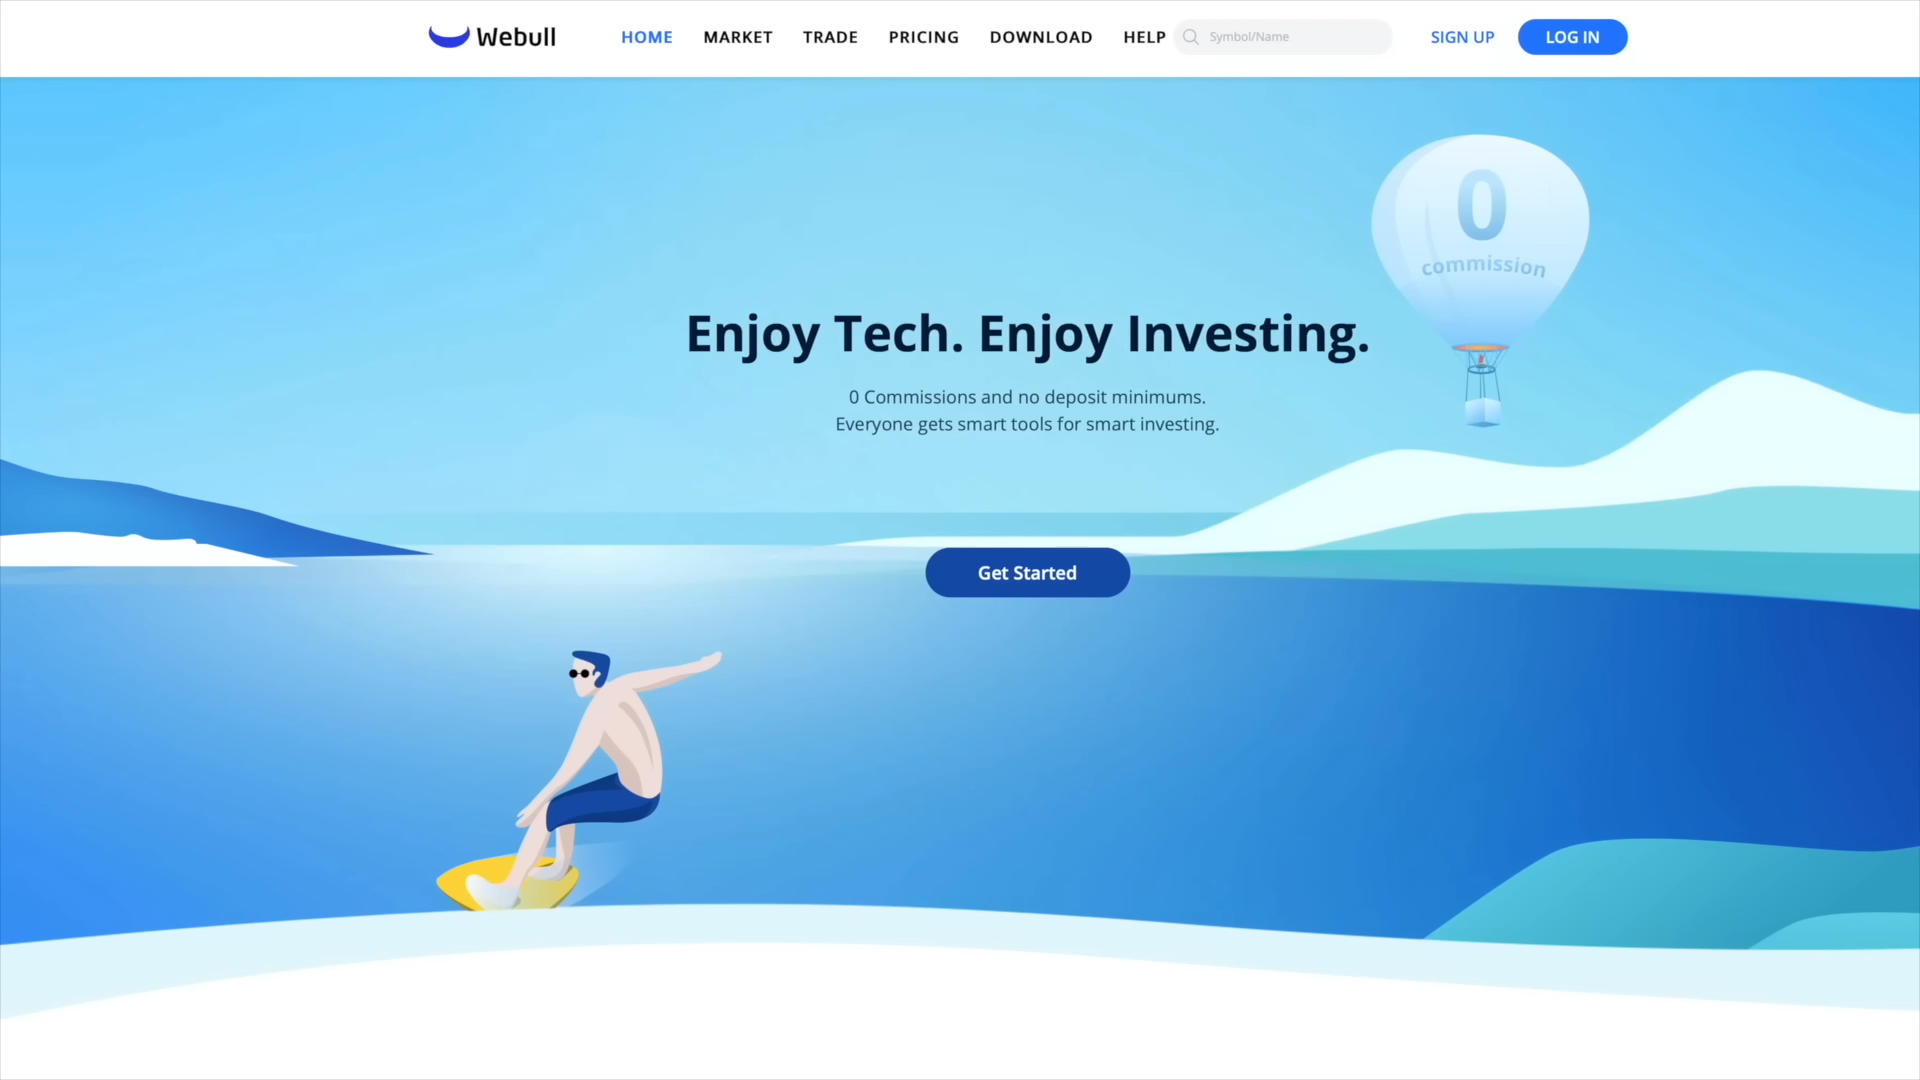 Webull
HOME MARKET TRADE PRICING DOWNLOAD HELP
Symbol/Name
SIGN UP
LOG IN
0
commission
Enjoy Tech. Enjoy Investing.
0 Commissions and no deposit minimums.
Everyone gets smart tools for smart investing.
Get Started